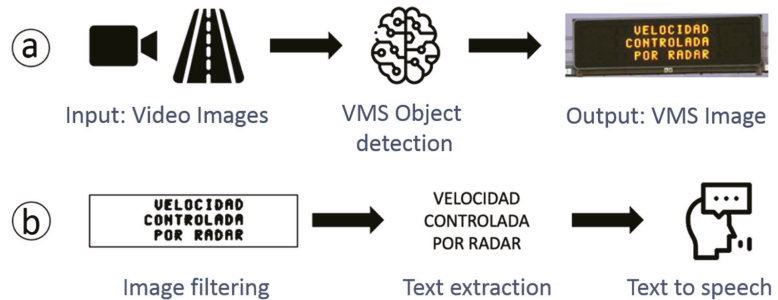 a
VELOCIDAD
CONTROLADA
POR RADAR
Input: Video Images
VMS Object
detection
Output: VMS Image
b
VELOCIDAD
CONTROLADA
POR RADAR
VELOCIDAD
CONTROLADA
POR RADAR
Image filtering
Text extraction
Text to speech